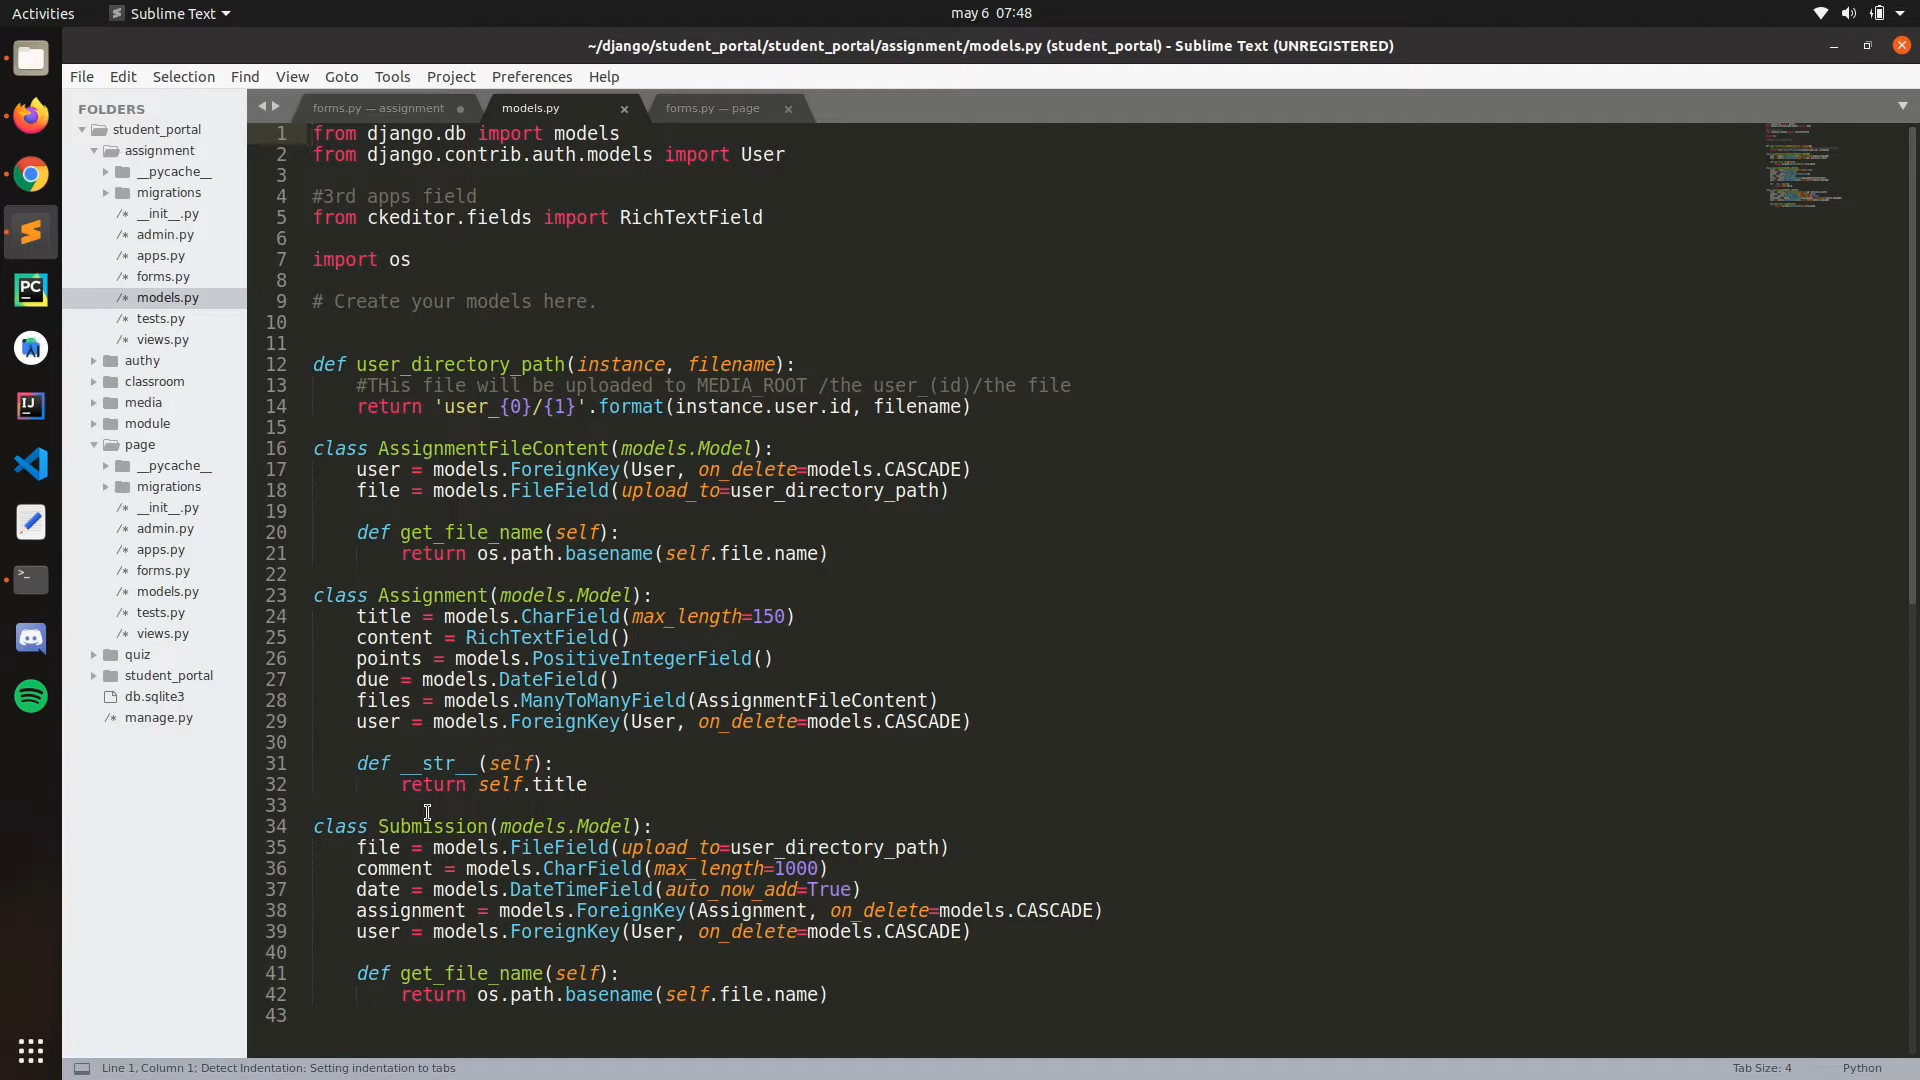 Activities
Sublime Text
may 6 07:48
~/django/student_portal/student_portal/assignment/models.py (student_portal) - Sublime Text (UNREGISTERED)
File Edit Selection Find View Goto Tools Project Preferences Help
FOLDERS
student_portal
assignment
__pycache__
migrations
/* __init__.py
/* admin.py
/* apps.py
/* forms.py
/* models.py
/* tests.py
/* views.py
authy
classroom
media
module
page
__pycache__
migrations
/* __init__.py
/* admin.py
/* apps.py
/* forms.py
/* models.py
/* tests.py
/* views.py
quiz
student_portal
db.sqlite3
/* manage.py
forms.py — assignment
models.py
forms.py — page
1 from django.db import models
2 from django.contrib.auth.models import User
3
4 #3rd apps field
5 from ckeditor.fields import RichTextField
6
7 import os
8
9 # Create your models here.
10
11
12 def user_directory_path(instance, filename):
13     #THis file will be uploaded to MEDIA_ROOT /the user_(id)/the file
14     return 'user_{0}/{1}'.format(instance.user.id, filename)
15
16 class AssignmentFileContent(models.Model):
17     user = models.ForeignKey(User, on_delete=models.CASCADE)
18     file = models.FileField(upload_to=user_directory_path)
19
20     def get_file_name(self):
21         return os.path.basename(self.file.name)
22
23 class Assignment(models.Model):
24     title = models.CharField(max_length=150)
25     content = RichTextField()
26     points = models.PositiveIntegerField()
27     due = models.DateField()
28     files = models.ManyToManyField(AssignmentFileContent)
29     user = models.ForeignKey(User, on_delete=models.CASCADE)
30
31     def __str__(self):
32         return self.title
33
34 class Submission(models.Model):
35     file = models.FileField(upload_to=user_directory_path)
36     comment = models.CharField(max_length=1000)
37     date = models.DateTimeField(auto_now_add=True)
38     assignment = models.ForeignKey(Assignment, on_delete=models.CASCADE)
39     user = models.ForeignKey(User, on_delete=models.CASCADE)
40
41     def get_file_name(self):
42         return os.path.basename(self.file.name)
43
PC
IJ
Line 1, Column 1; Detect Indentation: Setting indentation to tabs
Tab Size: 4
Python